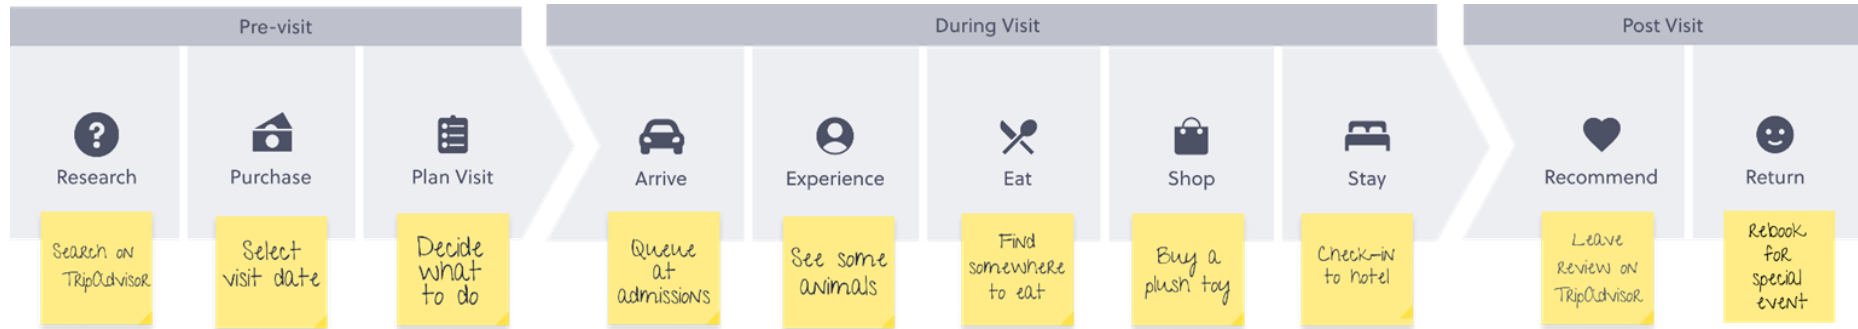 Pre-visit
During Visit
Post Visit
Research
Purchase
Plan Visit
Arrive
Experience
Eat
Shop
Stay
Recommend
Return
Search on
TripAdvisor
Select
visit date
Decide
what
to do
Queue
at
admissions
See some
animals
Find
somewhere
to eat
Buy a
plush toy
Check-in
to hotel
Leave
review on
TripAdvisor
Rebook
for
special
event